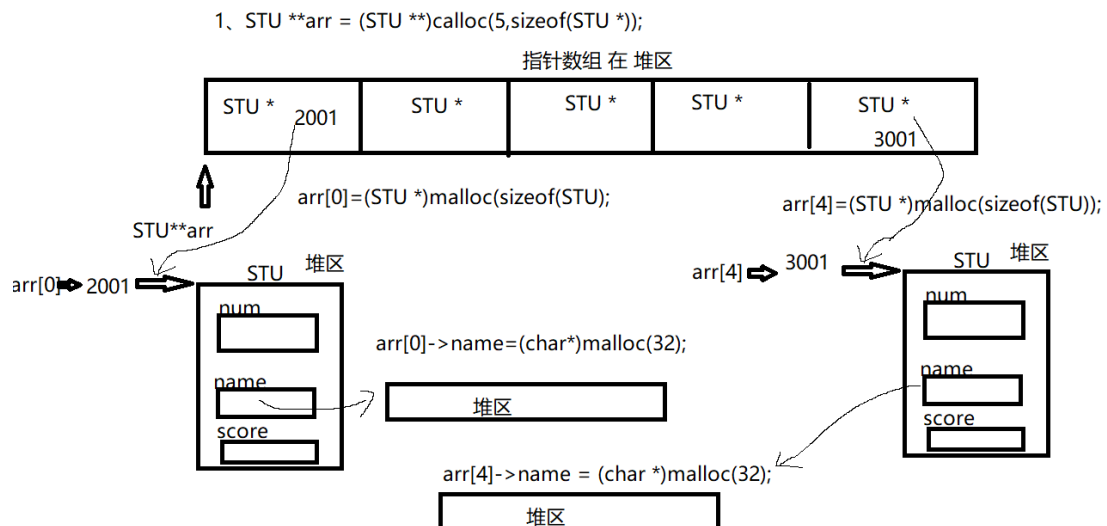 1、STU **arr = (STU **)calloc(5,sizeof(STU *));
指针数组 在 堆区
STU * 2001
STU *
STU *
STU *
STU * 3001
arr[0]=(STU *)malloc(sizeof(STU);
arr[4]=(STU *)malloc(sizeof(STU));
STU**arr
arr[0]
2001
STU
堆区
num
name
score
arr[4]
3001
STU
堆区
num
name
score
arr[0]->name=(char*)malloc(32);
堆区
arr[4]->name = (char *)malloc(32);
堆区